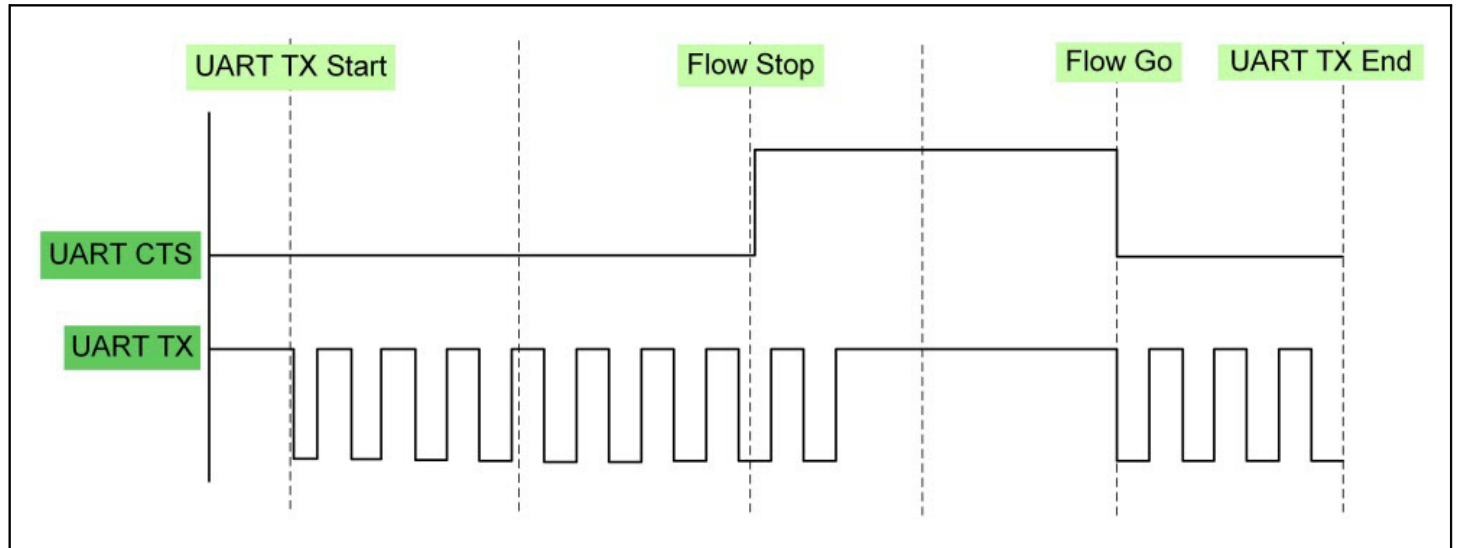 UART TX Start
Flow Stop
Flow Go
UART TX End
UART CTS
UART TX